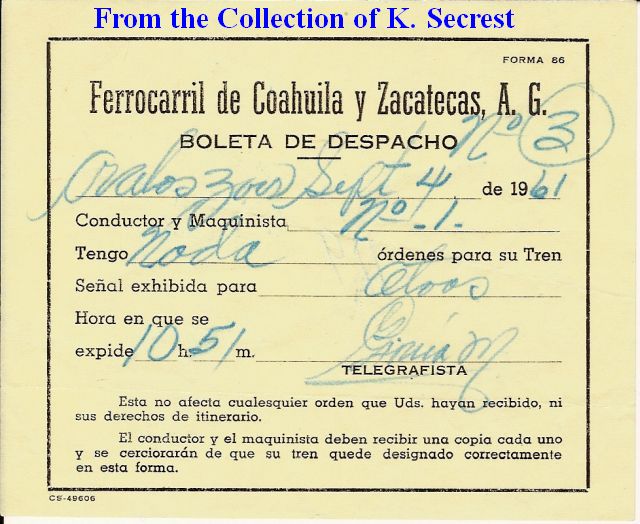 From the Collection of K. Secrest
FORMA 86
Ferrocarril de Coahuila y Zacatecas, A. G.
BOLETA DE DESPACHO Nº 3
Sept 4 de 1961
Conductor y Maquinista Nº -1-
Tengo Nada órdenes para su Tren
Señal exhibida para
Hora en que se
expide 10 h. 51 m.
TELEGRAFISTA
Esta no afecta cualesquier orden que Uds. hayan recibido, ni
sus derechos de itinerario.
El conductor y el maquinista deben recibir una copia cada uno
y se cerciorarán de que su tren quede designado correctamente
en esta forma.
CS-49606